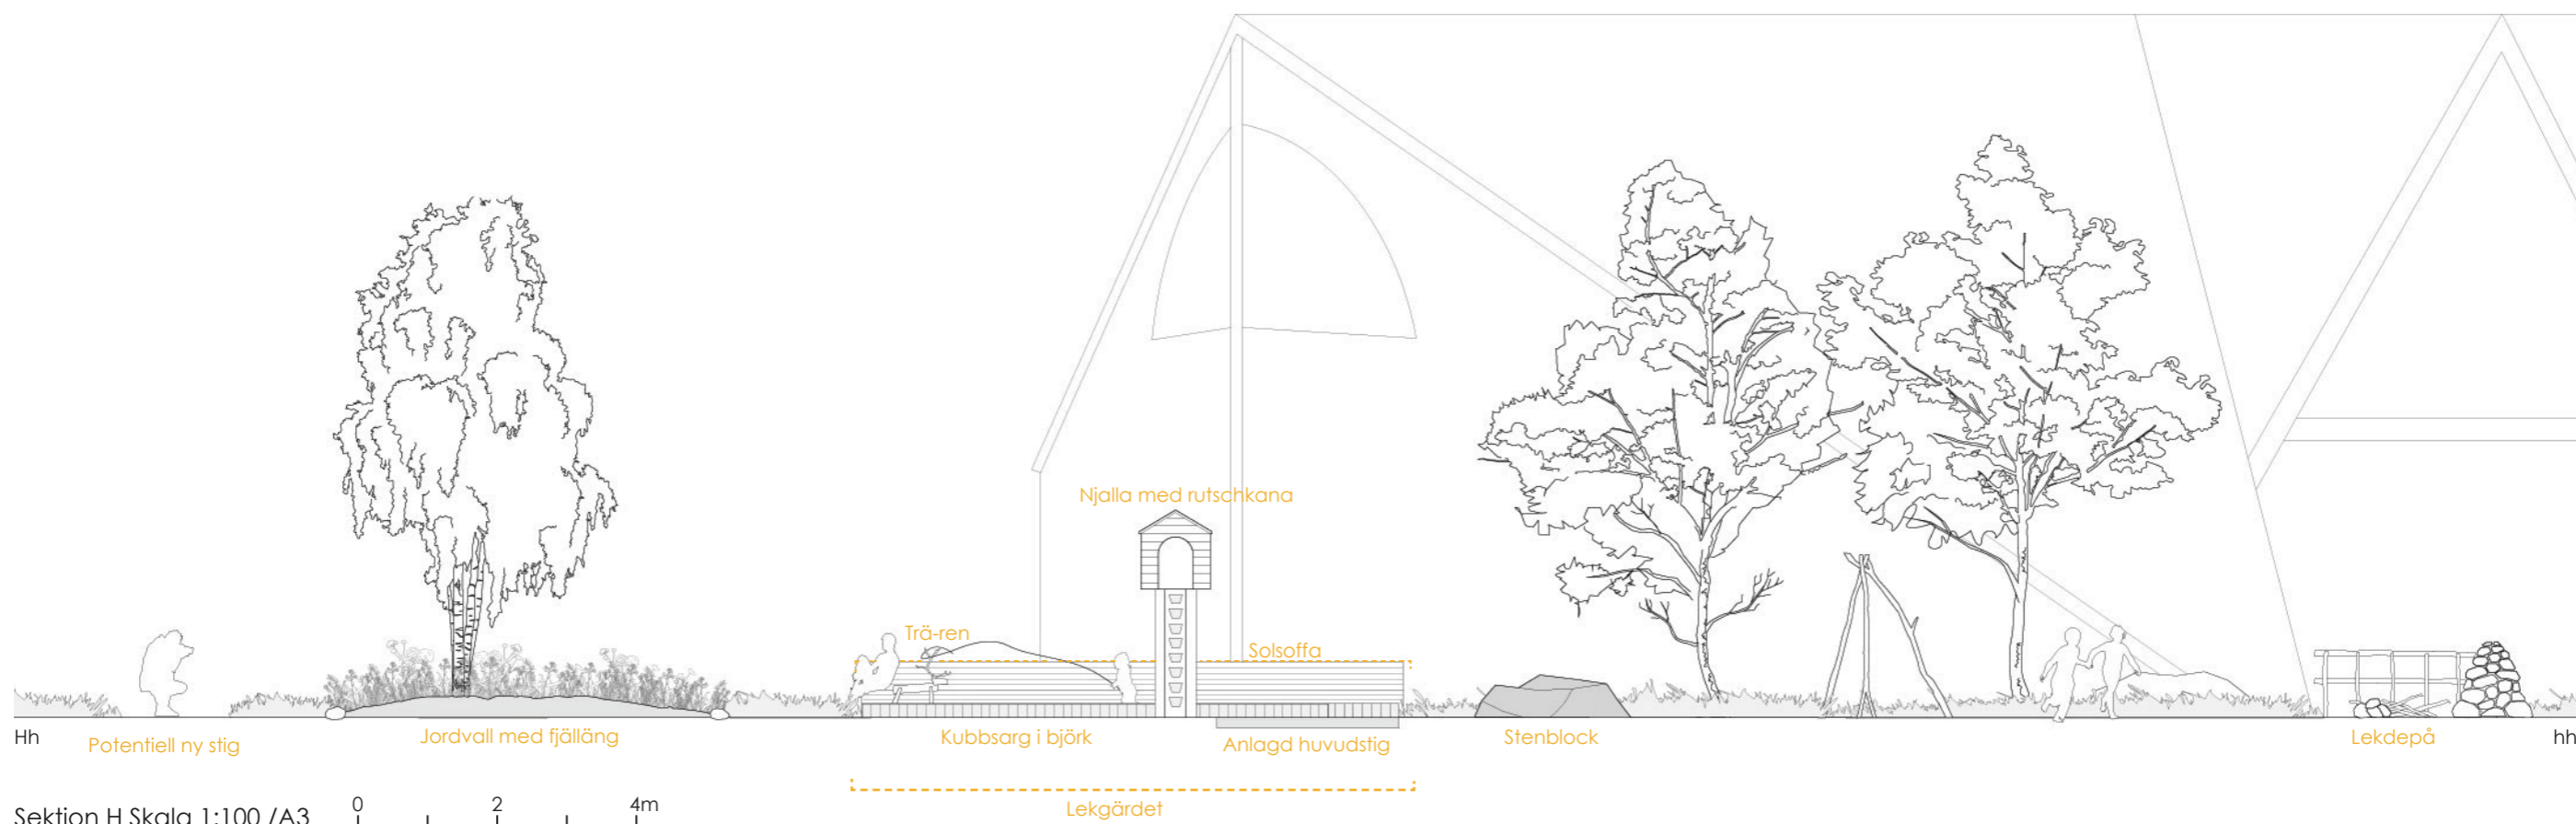 Njalla med rutschkana
Trä-ren
Solsoffa
Hh
Potentiell ny stig
Jordvall med fjälläng
Kubbsarg i björk
Anlagd huvudstig
Stenblock
Lekdepå
hh
Lekgärdet
Sektion H Skala 1:100 /A3
0 2 4m